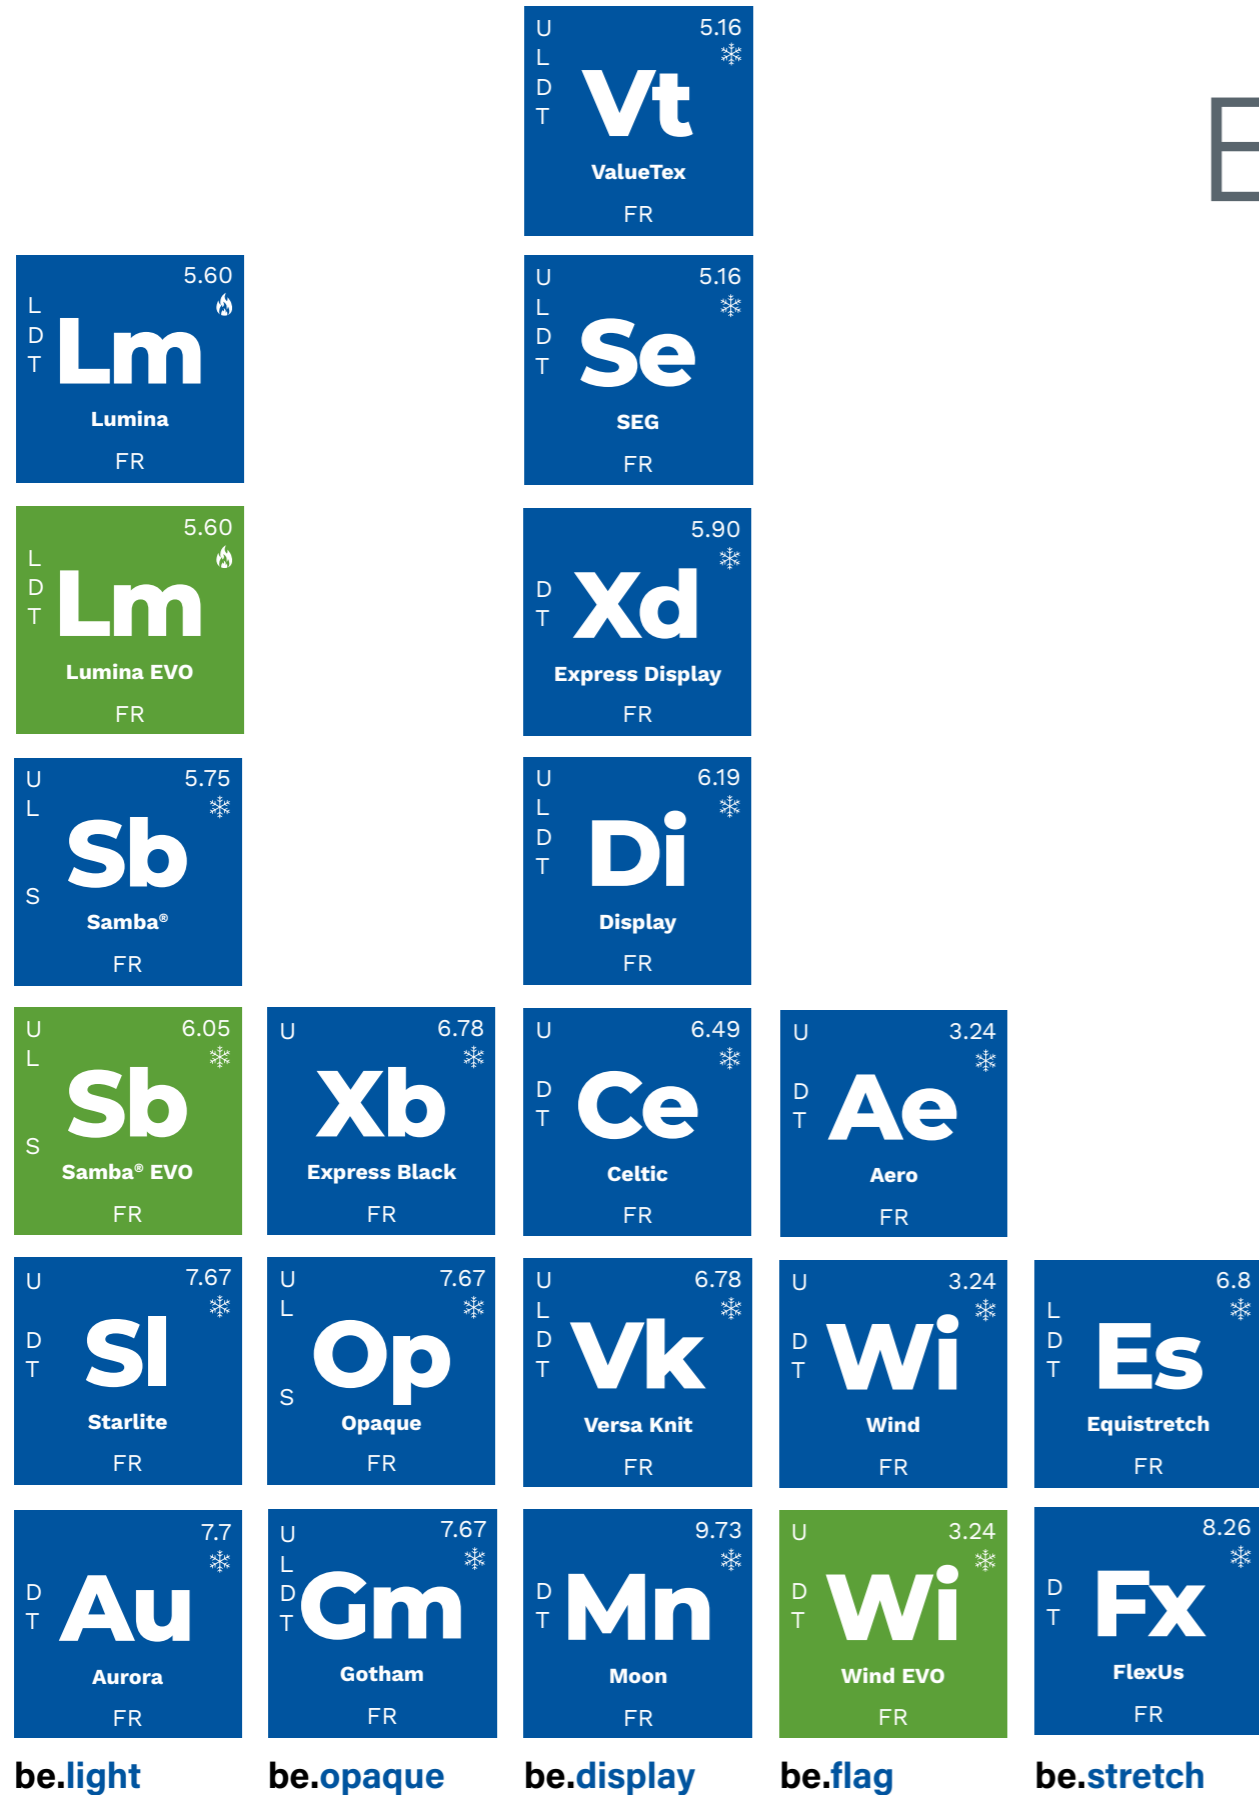 U 5.16
L
D
T
Vt
ValueTex
FR
E
5.60
L
D
T
Lm
Lumina
FR
U 5.16
L
D
T
Se
SEG
FR
5.60
L
D
T
Lm
Lumina EVO
FR
5.90
D
T
Xd
Express Display
FR
U 5.75
L
S
Sb
Samba®
FR
U 6.19
L
D
T
Di
Display
FR
U 6.05
L
S
Sb
Samba® EVO
FR
U 6.78
Xb
Express Black
FR
U 6.49
D
T
Ce
Celtic
FR
U 3.24
D
T
Ae
Aero
FR
U 7.67
D
T
Sl
Starlite
FR
U 7.67
L
S
Op
Opaque
FR
U 6.78
L
D
T
Vk
Versa Knit
FR
U 3.24
D
T
Wi
Wind
FR
6.8
L
D
T
Es
Equistretch
FR
7.7
D
T
Au
Aurora
FR
U 7.67
L
D
T
Gm
Gotham
FR
9.73
D
T
Mn
Moon
FR
U 3.24
D
T
Wi
Wind EVO
FR
8.26
D
T
Fx
FlexUs
FR
be.light be.opaque be.display be.flag be.stretch